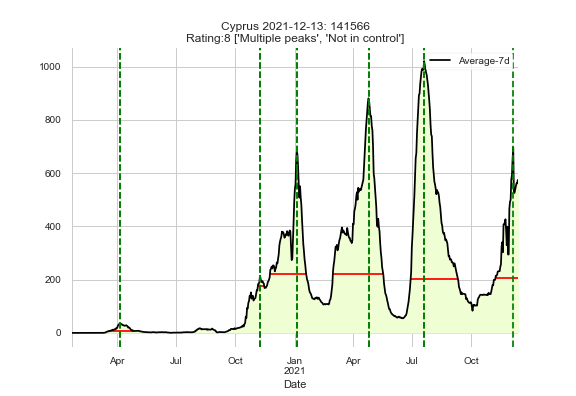 Cyprus 2021-12-13: 141566
Rating:8 ['Multiple peaks', 'Not in control']
Average-7d
1000
800
600
400
200
0
Apr Jul Oct Jan Apr Jul Oct
2021
Date